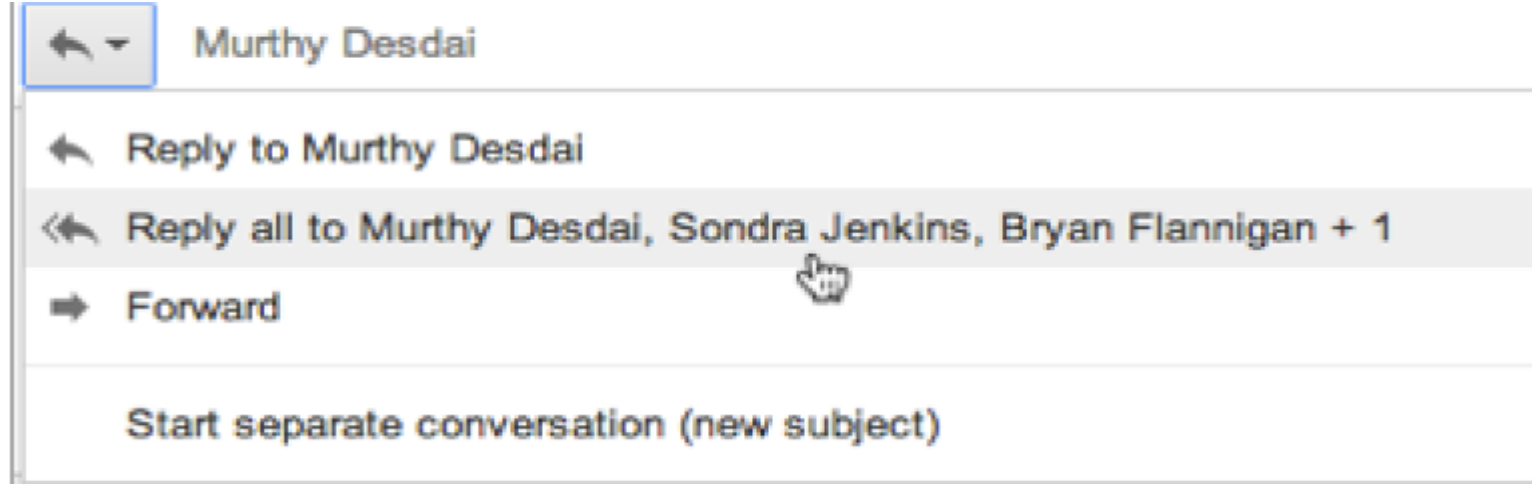 Murthy Desdai
Reply to Murthy Desdai
Reply all to Murthy Desdai, Sondra Jenkins, Bryan Flannigan + 1
Forward
Start separate conversation (new subject)